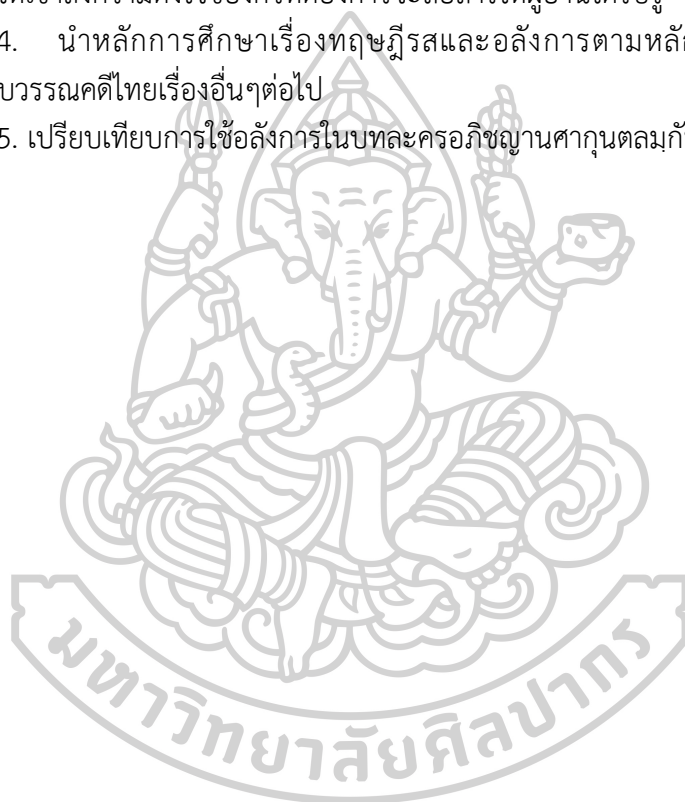 4. นำหลักการศึกษาเรื่องทฤษฎีรสและอลังการตามหลัก
บวรรณคดีไทยเรื่องอื่นๆต่อไป
5. เปรียบเทียบการใช้อลังการในบทละครอภิชญานศากุนตลมฺกั
มหาวิทยาลัยศิลปากร